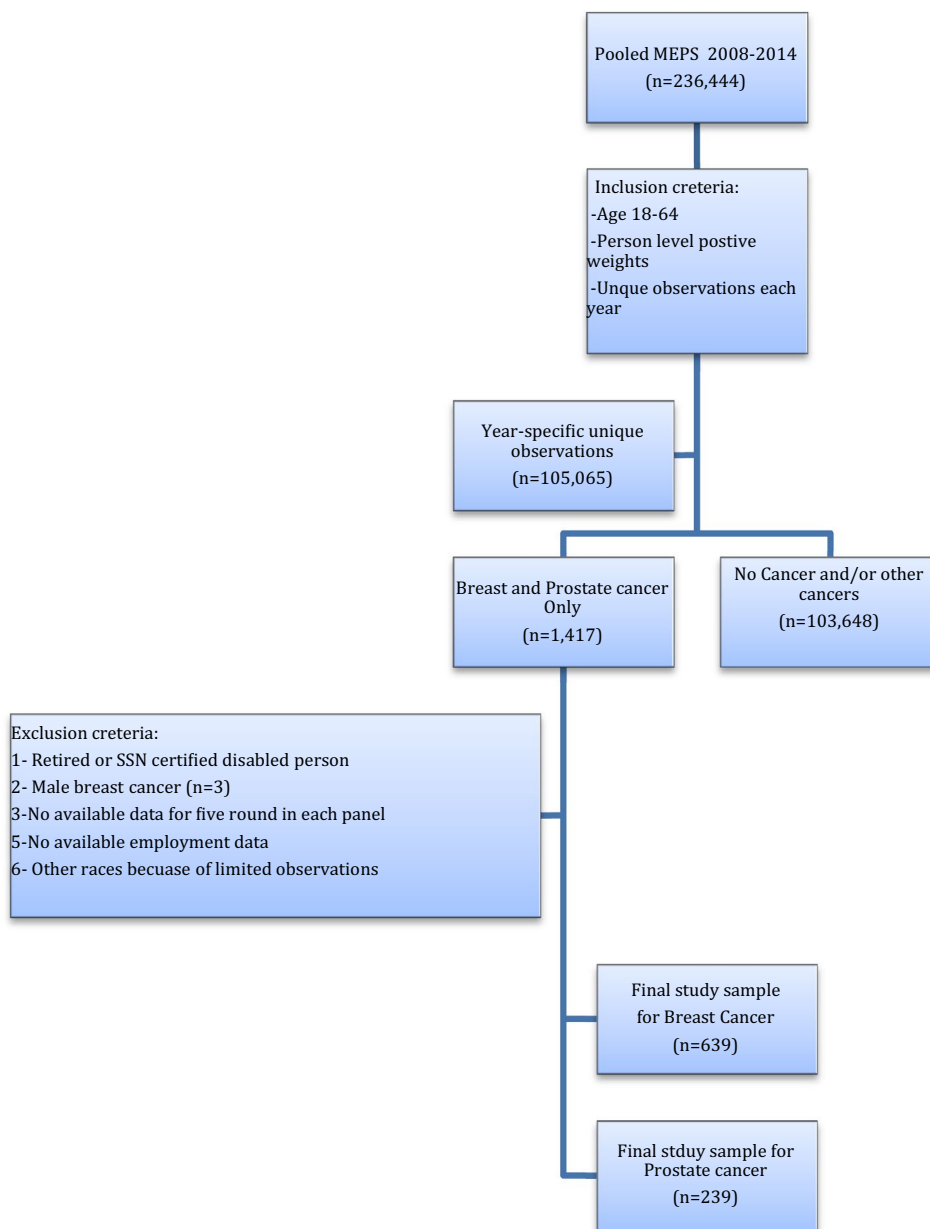 Pooled MEPS 2008-2014
(n=236,444)
Inclusion creteria:
-Age 18-64
-Person level postive
weights
-Unque observations each
year
Year-specific unique
observations
(n=105,065)
Breast and Prostate cancer
Only
(n=1,417)
No Cancer and/or other
cancers
(n=103,648)
Exclusion creteria:
1- Retired or SSN certified disabled person
2- Male breast cancer (n=3)
3-No available data for five round in each panel
5-No available employment data
6- Other races becuase of limited observations
Final study sample
for Breast Cancer
(n=639)
Final stduy sample for
Prostate cancer
(n=239)